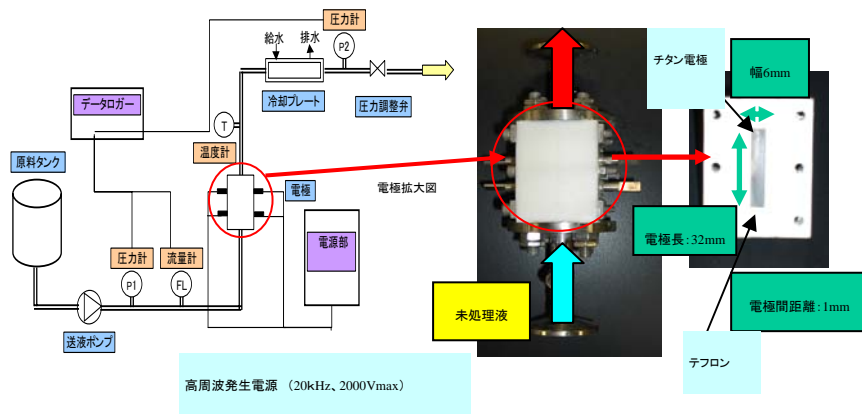 圧力計
給水
排水
P2
データロガー
冷却プレート
圧力調整弁
T
温度計
原料タンク
電極
電極拡大図
電源部
圧力計
流量計
P1
FL
送液ポンプ
高周波発生電源 (20kHz、2000Vmax)
未処理液
チタン電極
幅6mm
電極長:32mm
電極間距離:1mm
テフロン